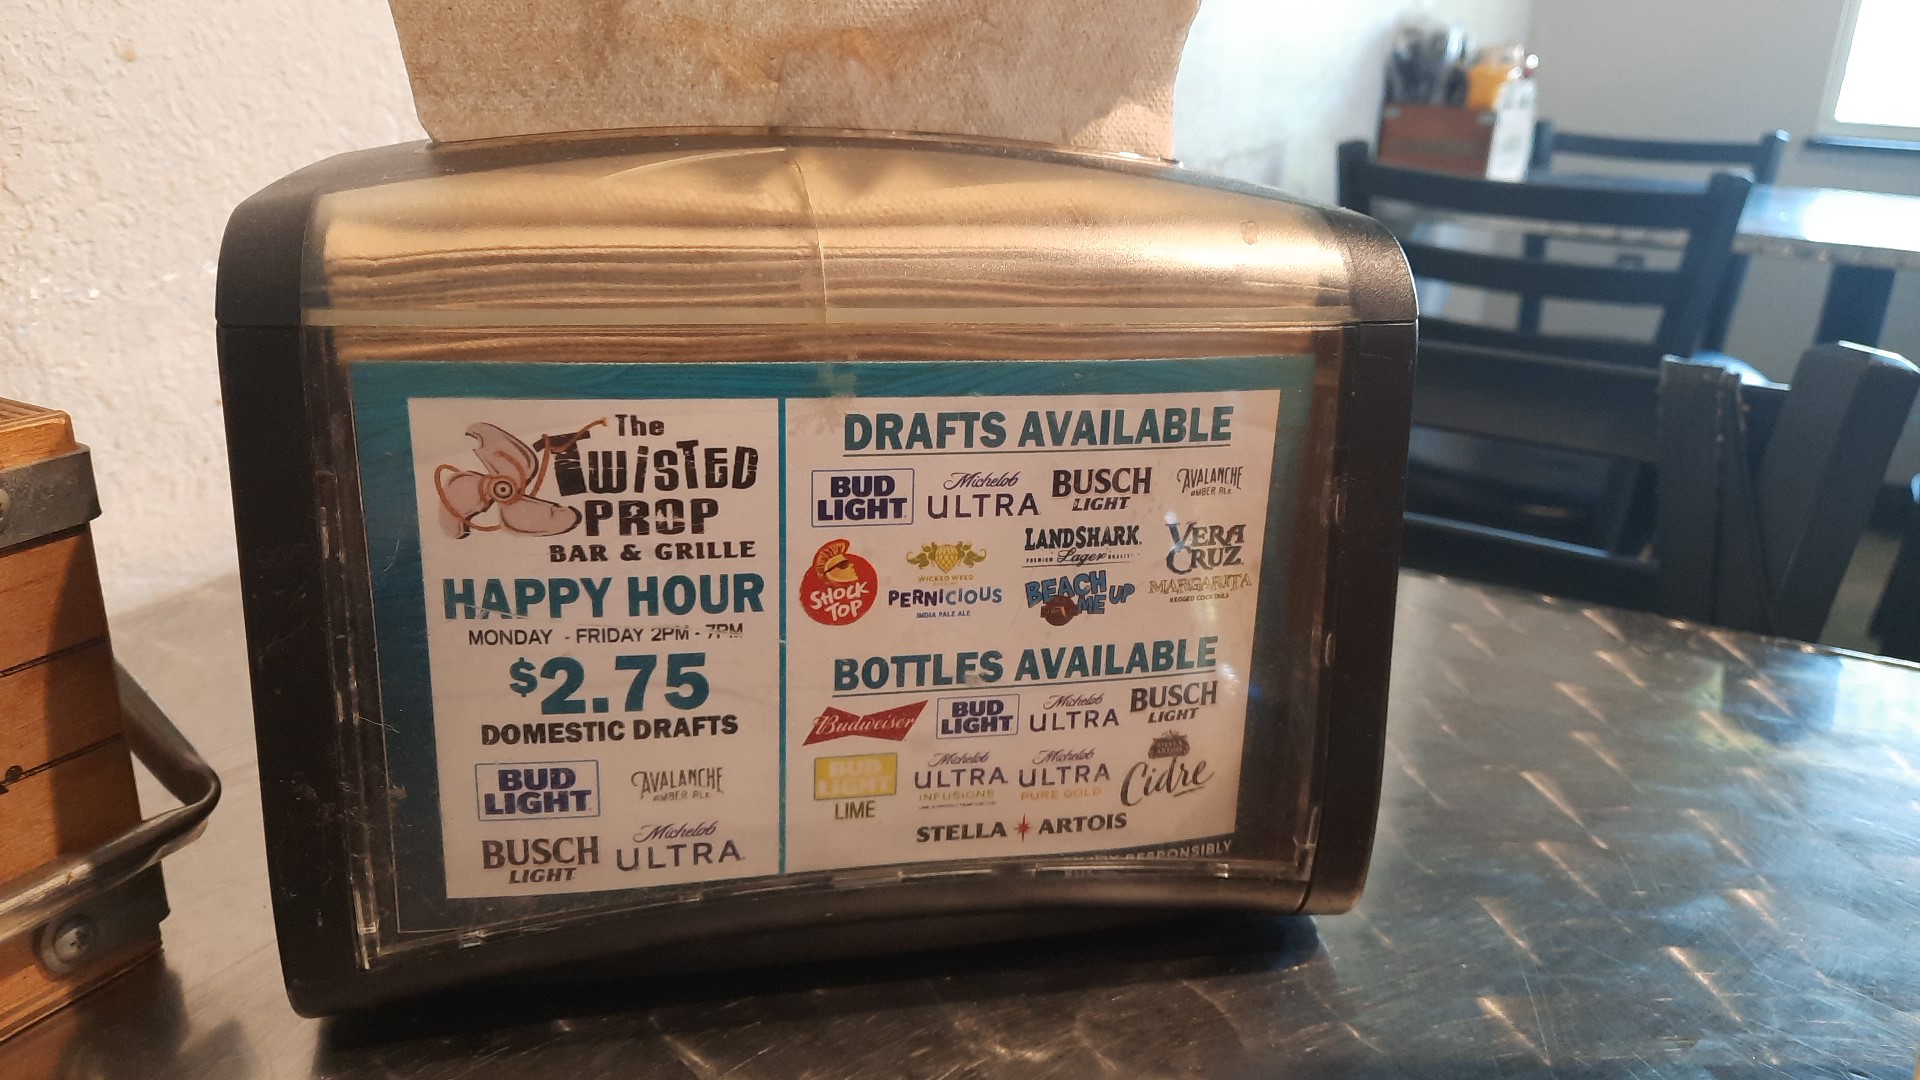 The
TWISTED
PROP
BAR & GRILLE
HAPPY HOUR
MONDAY - FRIDAY 2PM - 7PM
$2.75
DOMESTIC DRAFTS
BUD LIGHT
AVALANCHE
AMBER ALE
BUSCH
LIGHT
Michelob
ULTRA
DRAFTS AVAILABLE
BUD
LIGHT
Michelob
ULTRA
BUSCH
LIGHT
AVALANCHE
AMBER ALE
SHOCK
TOP
WICKED WEED
PERNICIOUS
INDIA PALE ALE
LANDSHARK
PREMIUM Lager QUALITY
BEACH
ME UP
VERA
CRUZ
MARGARITA
KEGGED COCKTAILS
BOTTLES AVAILABLE
Budweiser
BUD
LIGHT
Michelob
ULTRA
BUSCH
LIGHT
BUD
LIGHT
LIME
Michelob
ULTRA
INFUSIONS
Michelob
ULTRA
PURE GOLD
STELLA
ARTOIS
Cidre
STELLA ARTOIS
RESPONSIBLY